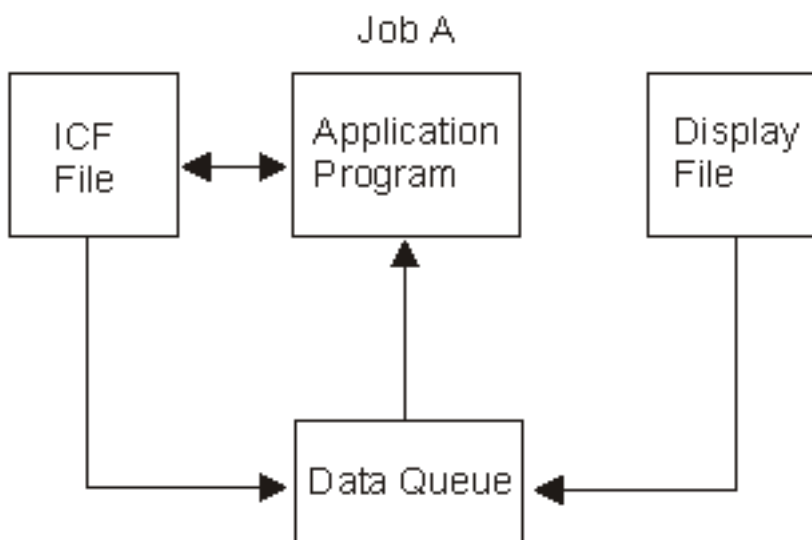 Job A
ICF
File
Application
Program
Display
File
Data Queue